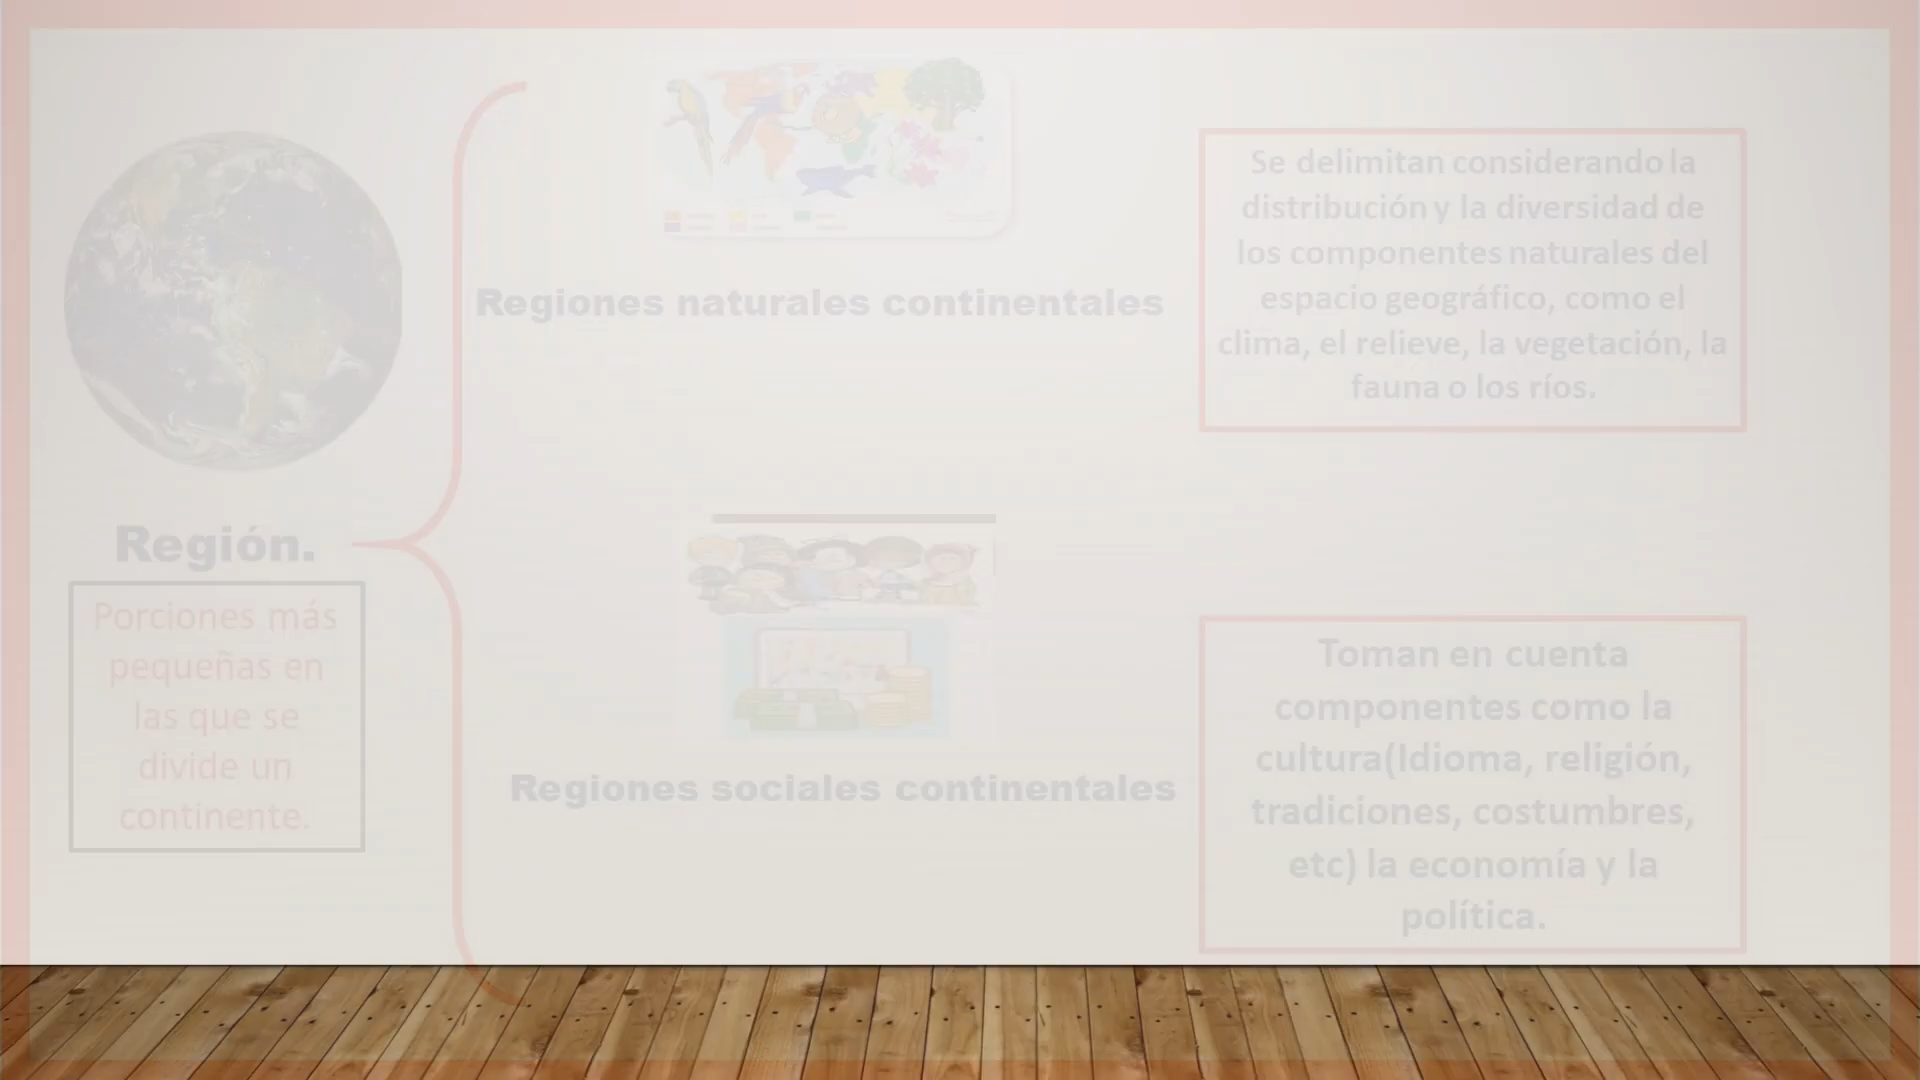 Región.
Porciones más
pequeñas en
las que se
divide un
continente.
Regiones naturales continentales
Se delimitan considerando la
distribución y la diversidad de
los componentes naturales del
espacio geográfico, como el
clima, el relieve, la vegetación, la
fauna o los ríos.
Regiones sociales continentales
Toman en cuenta
componentes como la
cultura(Idioma, religión,
tradiciones, costumbres,
etc) la economía y la
política.